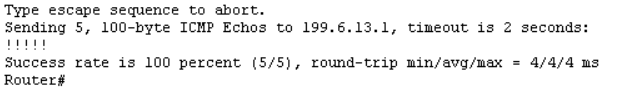 Type escape sequence to abort.
Sending 5, 100-byte ICMP Echos to 199.6.13.1, timeout is 2 seconds:
!!!!!
Success rate is 100 percent (5/5), round-trip min/avg/max = 4/4/4 ms
Router#